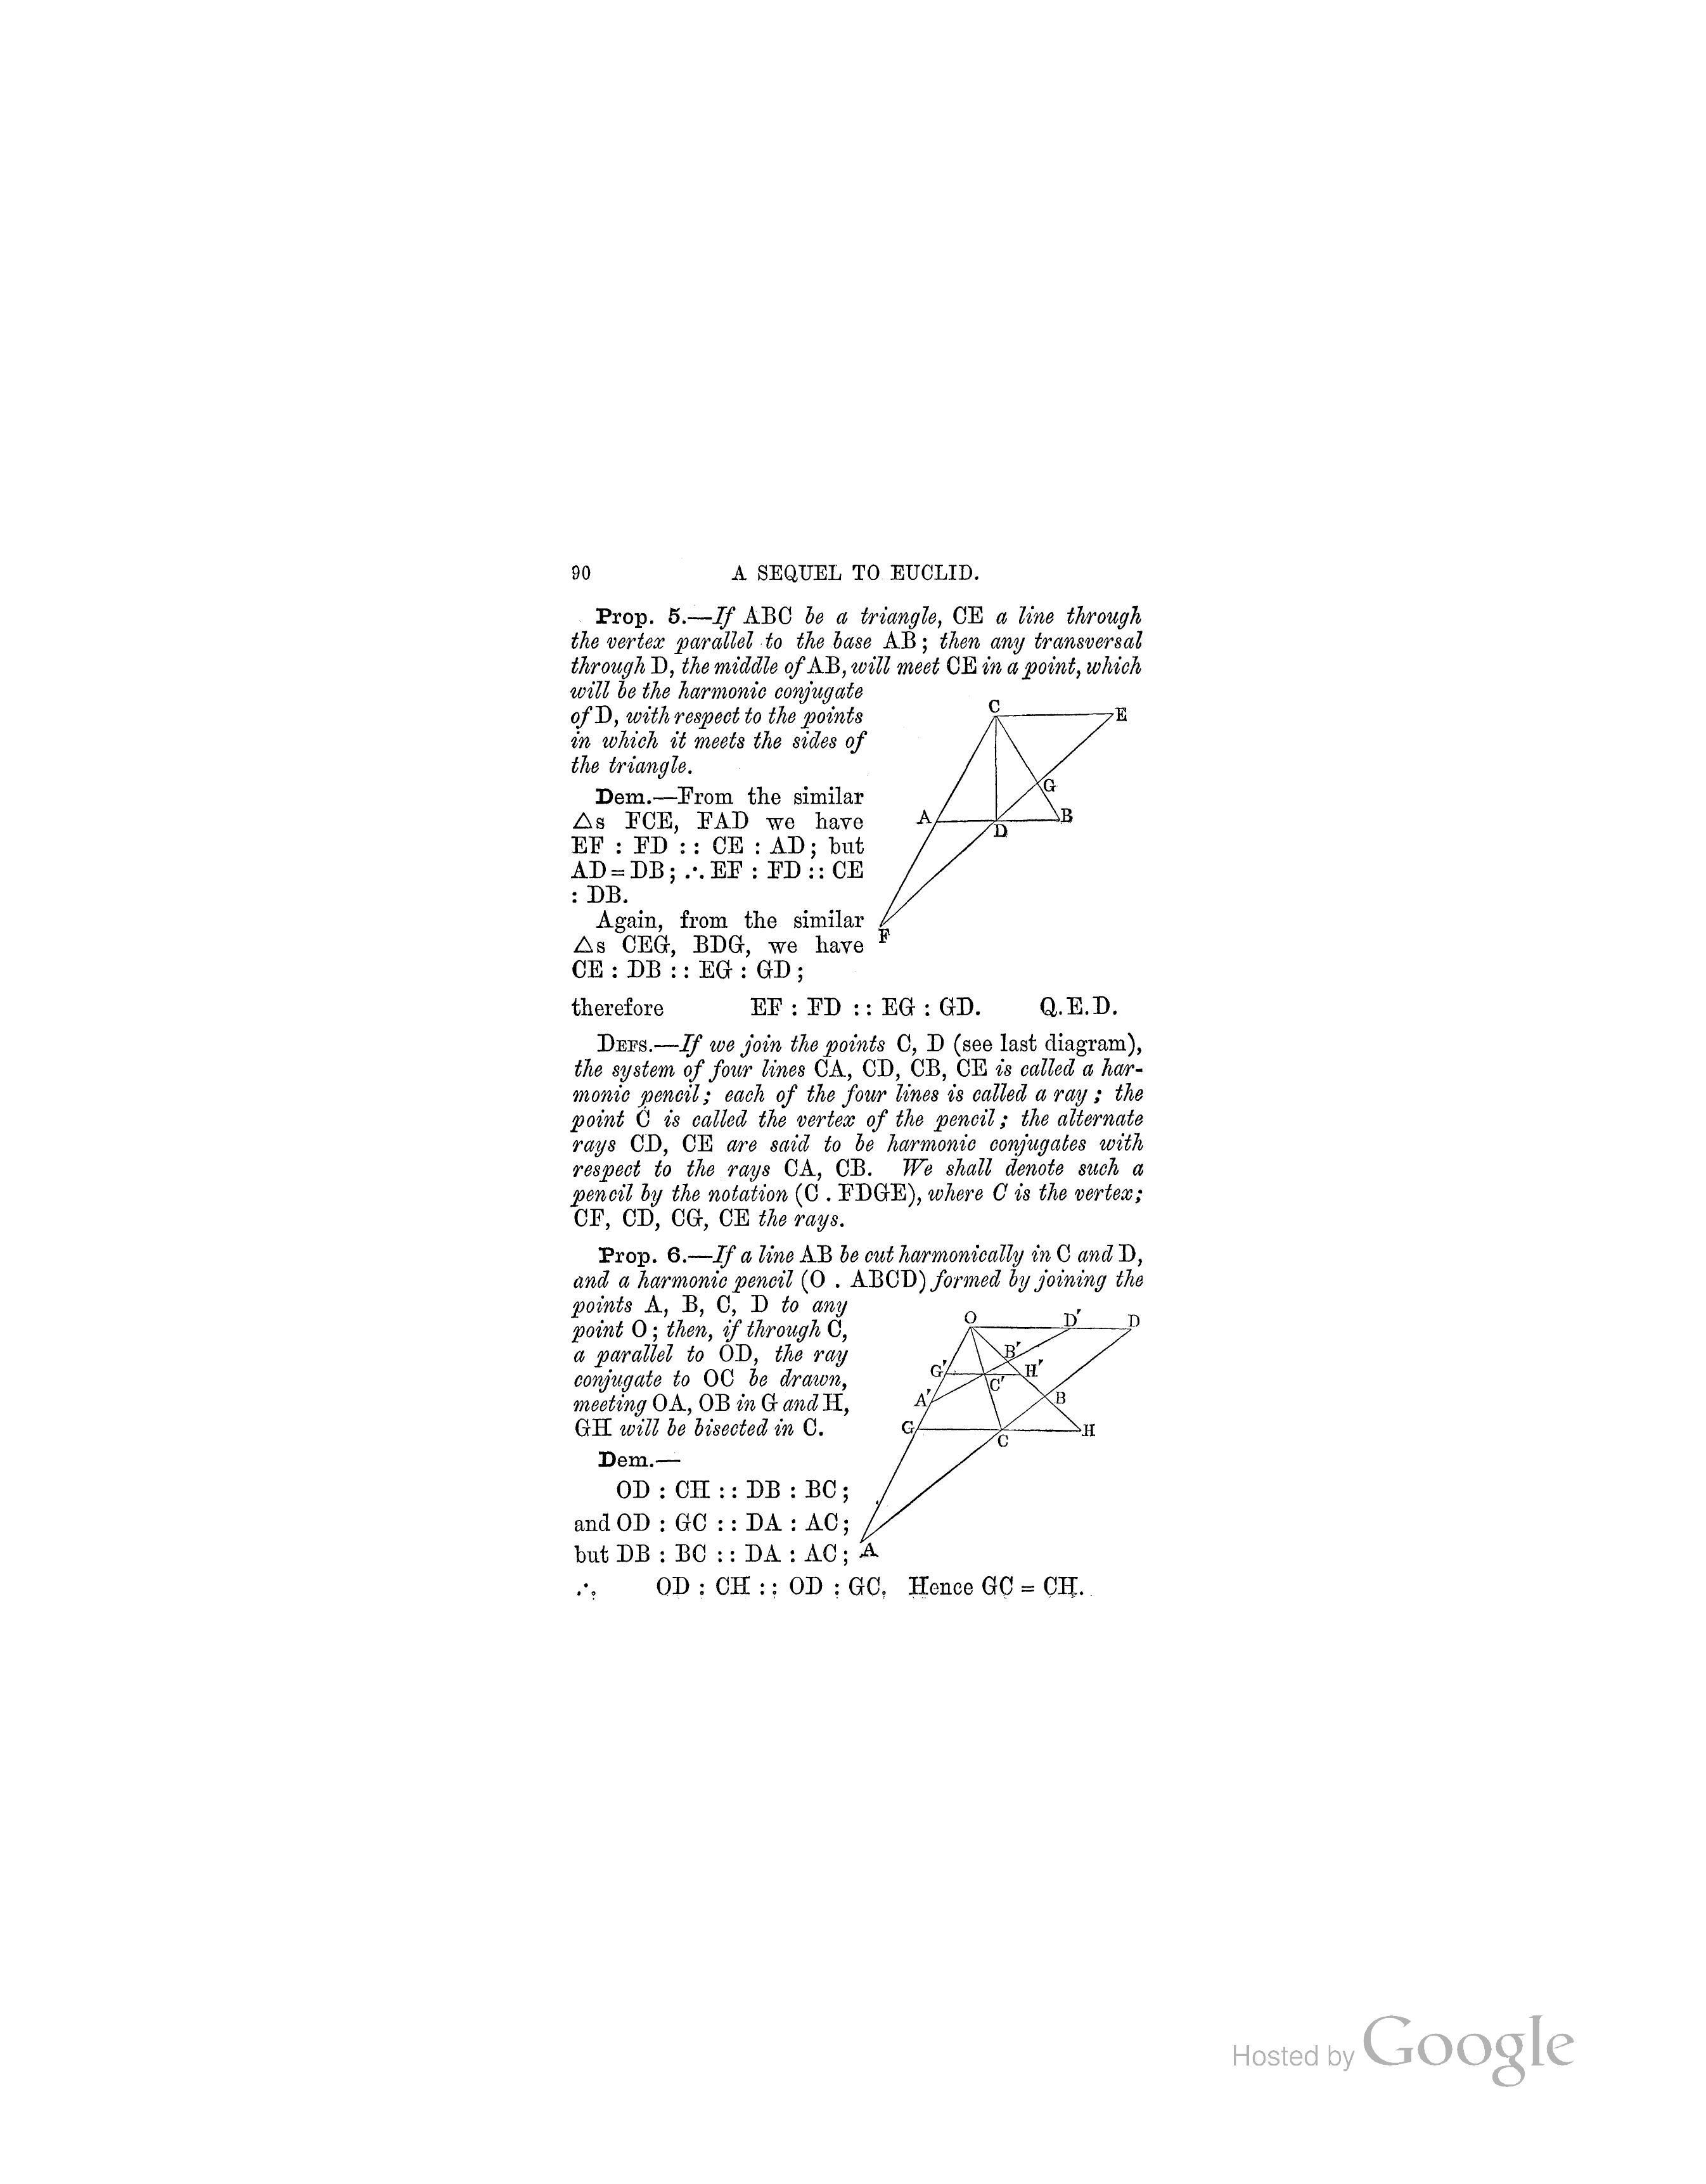 90 A SEQUEL TO EUCLID.
Prop. 5.—If ABC be a triangle, CE a line through
the vertex parallel to the base AB; then any transversal
through D, the middle of AB, will meet CE in a point, which
will be the harmonic conjugate
of D, with respect to the points
in which it meets the sides of
the triangle.
Dem.—From the similar
△s FCE, FAD we have
EF : FD :: CE : AD; but
AD = DB; ∴ EF : FD :: CE
: DB.
Again, from the similar
△s CEG, BDG, we have
CE : DB :: EG : GD;
C
E
G
A
D
B
F
therefore EF : FD :: EG : GD. Q.E.D.
DEFS.—If we join the points C, D (see last diagram),
the system of four lines CA, CD, CB, CE is called a har-
monic pencil; each of the four lines is called a ray; the
point C is called the vertex of the pencil; the alternate
rays CD, CE are said to be harmonic conjugates with
respect to the rays CA, CB. We shall denote such a
pencil by the notation (C . FDGE), where C is the vertex;
CF, CD, CG, CE the rays.
Prop. 6.—If a line AB be cut harmonically in C and D,
and a harmonic pencil (O . ABCD) formed by joining the
points A, B, C, D to any
point O; then, if through C,
a parallel to OD, the ray
conjugate to OC be drawn,
meeting OA, OB in G and H,
GH will be bisected in C.
Dem.—
OD : CH :: DB : BC;
and OD : GC :: DA : AC;
but DB : BC :: DA : AC;
O
D′
D
B′
G′
H′
C′
A′
B
G
C
H
A
∴ OD : CH :: OD : GC. Hence GC = CH.
Hosted by Google